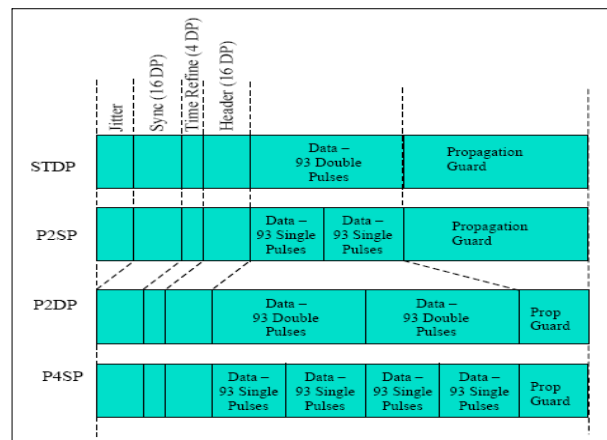 Jitter
Sync (16 DP)
Time Refine (4 DP)
Header (16 DP)
STDP
Data –
93 Double
Pulses
Propagation
Guard
P2SP
Data –
93 Single
Pulses
Data –
93 Single
Pulses
Propagation
Guard
P2DP
Data –
93 Double
Pulses
Data –
93 Double
Pulses
Prop
Guard
P4SP
Data –
93 Single
Pulses
Data –
93 Single
Pulses
Data –
93 Single
Pulses
Data –
93 Single
Pulses
Prop
Guard